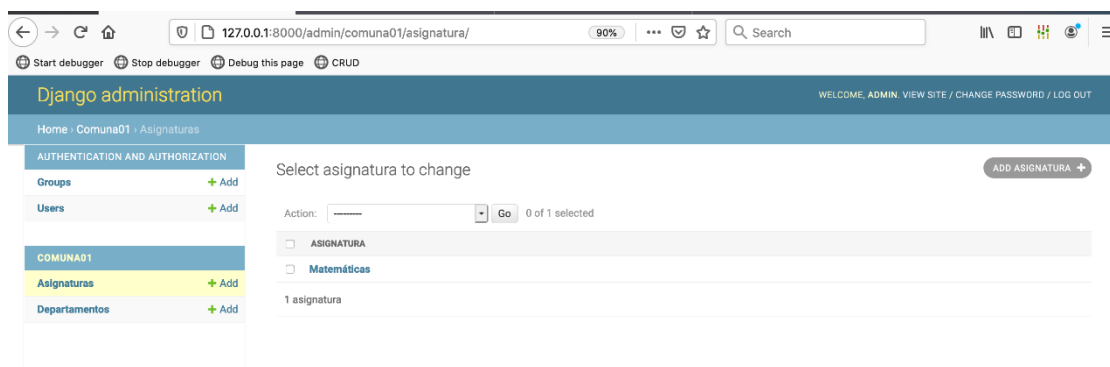 127.0.0.1:8000/admin/comuna01/asignatura/ 90% Search
Start debugger Stop debugger Debug this page CRUD
Django administration WELCOME, ADMIN. VIEW SITE / CHANGE PASSWORD / LOG OUT
Home › Comuna01 › Asignaturas
AUTHENTICATION AND AUTHORIZATION
Groups + Add
Users + Add
COMUNA01
Asignaturas + Add
Departamentos + Add
Select asignatura to change ADD ASIGNATURA +
Action: --------- Go 0 of 1 selected
ASIGNATURA
Matemáticas
1 asignatura